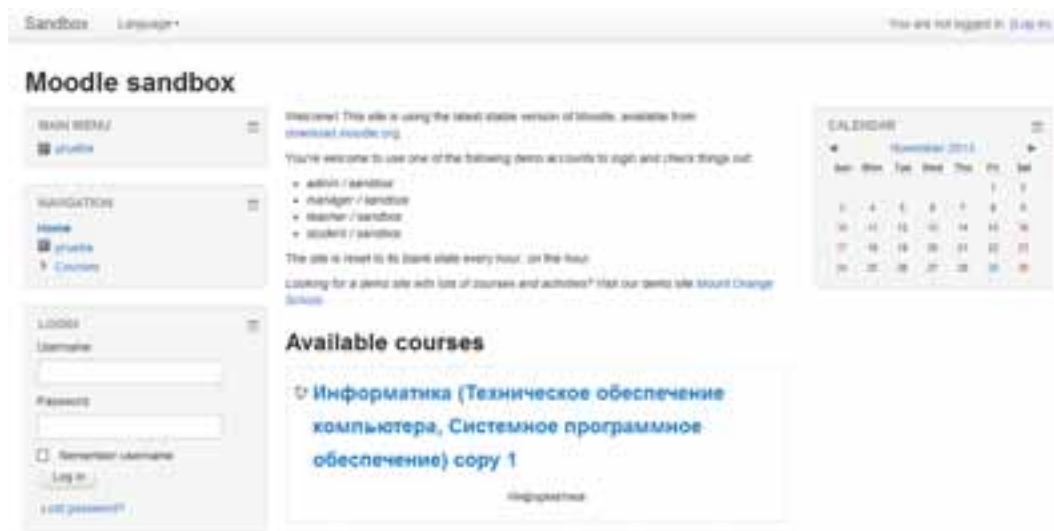 Sandbox Language
You are not logged in. (Log in)
Moodle sandbox
MAIN MENU
prueba
NAVIGATION
Home
prueba
Courses
LOGIN
Username
Password
Remember username
Log in
Lost password?
Welcome! This site is using the latest stable version of Moodle, available from
download.moodle.org.
You're welcome to use one of the following demo accounts to login and check things out:
admin / sandbox
manager / sandbox
teacher / sandbox
student / sandbox
The site is reset to its blank state every hour, on the hour.
Looking for a demo site with lots of courses and activities? Visit our demo site Mount Orange
School.
Available courses
Информатика (Техническое обеспечение
компьютера, Системное программное
обеспечение) copy 1
Информатика
CALENDAR
November 2013
Sun Mon Tue Wed Thu Fri Sat
1 2
3 4 5 6 7 8 9
10 11 12 13 14 15 16
17 18 19 20 21 22 23
24 25 26 27 28 29 30